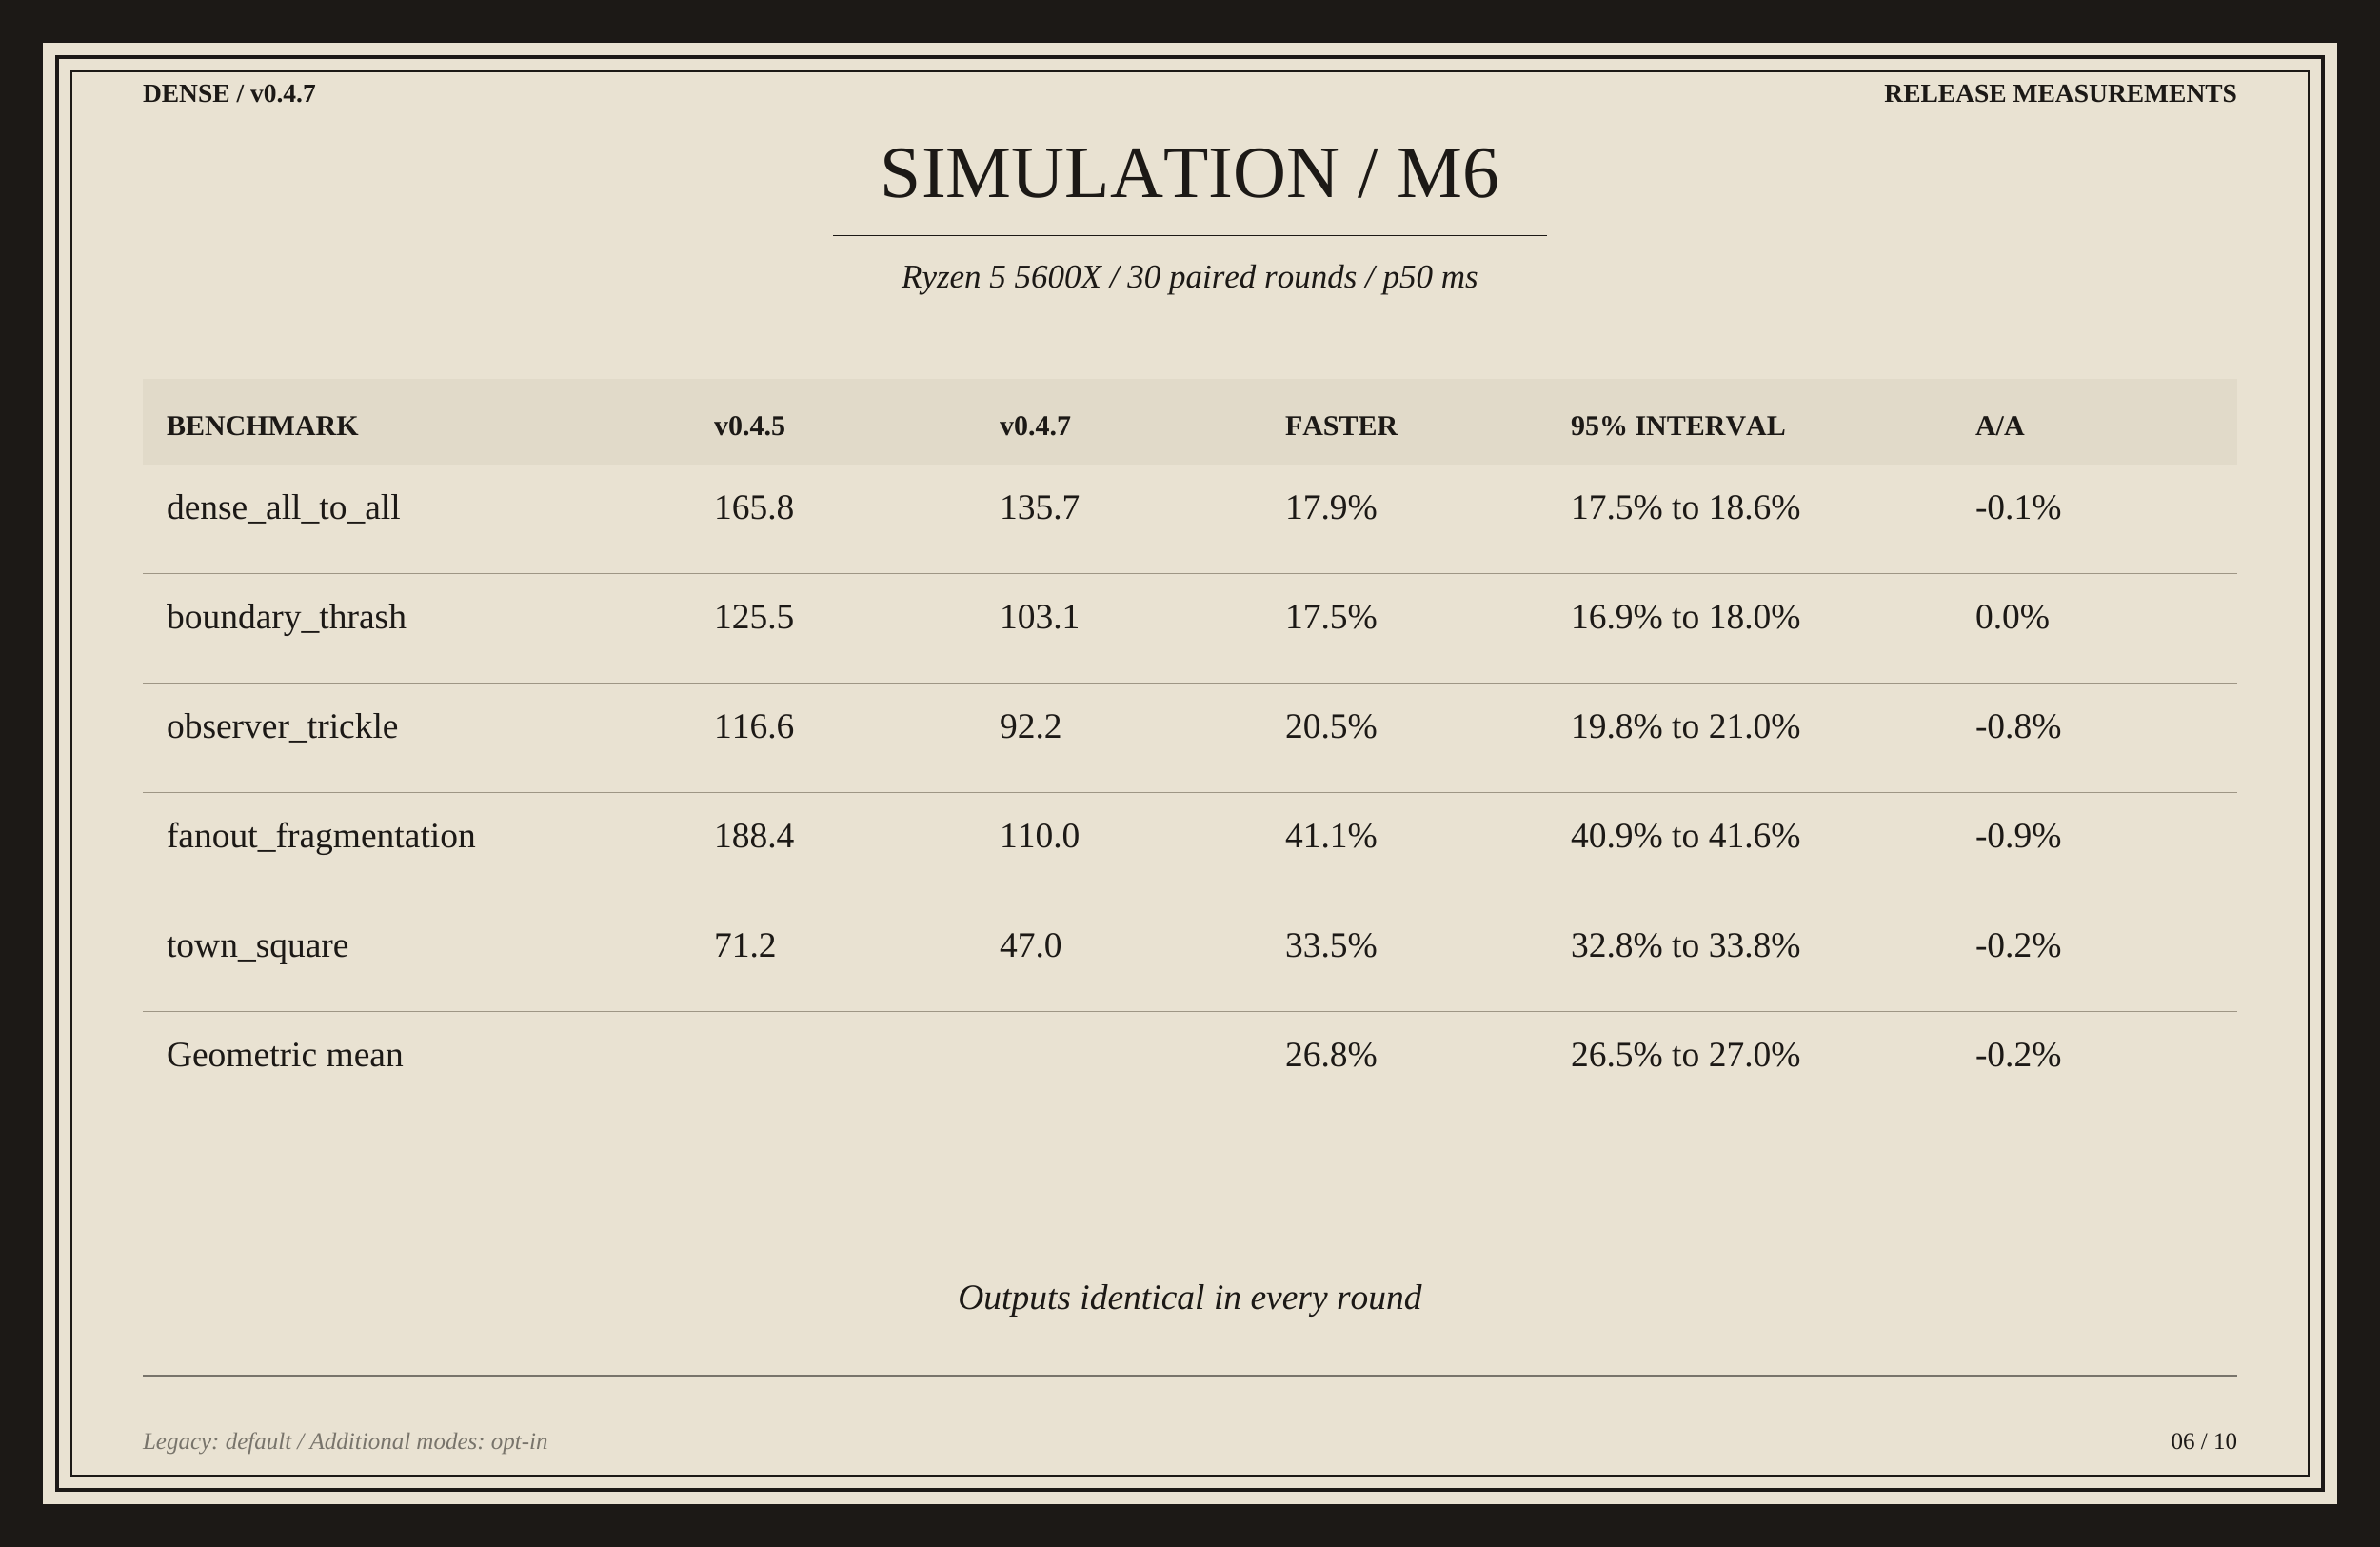 DENSE / v0.4.7 RELEASE MEASUREMENTS
SIMULATION / M6
Ryzen 5 5600X / 30 paired rounds / p50 ms
BENCHMARK v0.4.5 v0.4.7 FASTER 95% INTERVAL A/A
dense_all_to_all 165.8 135.7 17.9% 17.5% to 18.6% -0.1%
boundary_thrash 125.5 103.1 17.5% 16.9% to 18.0% 0.0%
observer_trickle 116.6 92.2 20.5% 19.8% to 21.0% -0.8%
fanout_fragmentation 188.4 110.0 41.1% 40.9% to 41.6% -0.9%
town_square 71.2 47.0 33.5% 32.8% to 33.8% -0.2%
Geometric mean 26.8% 26.5% to 27.0% -0.2%
Outputs identical in every round
Legacy: default / Additional modes: opt-in 06 / 10